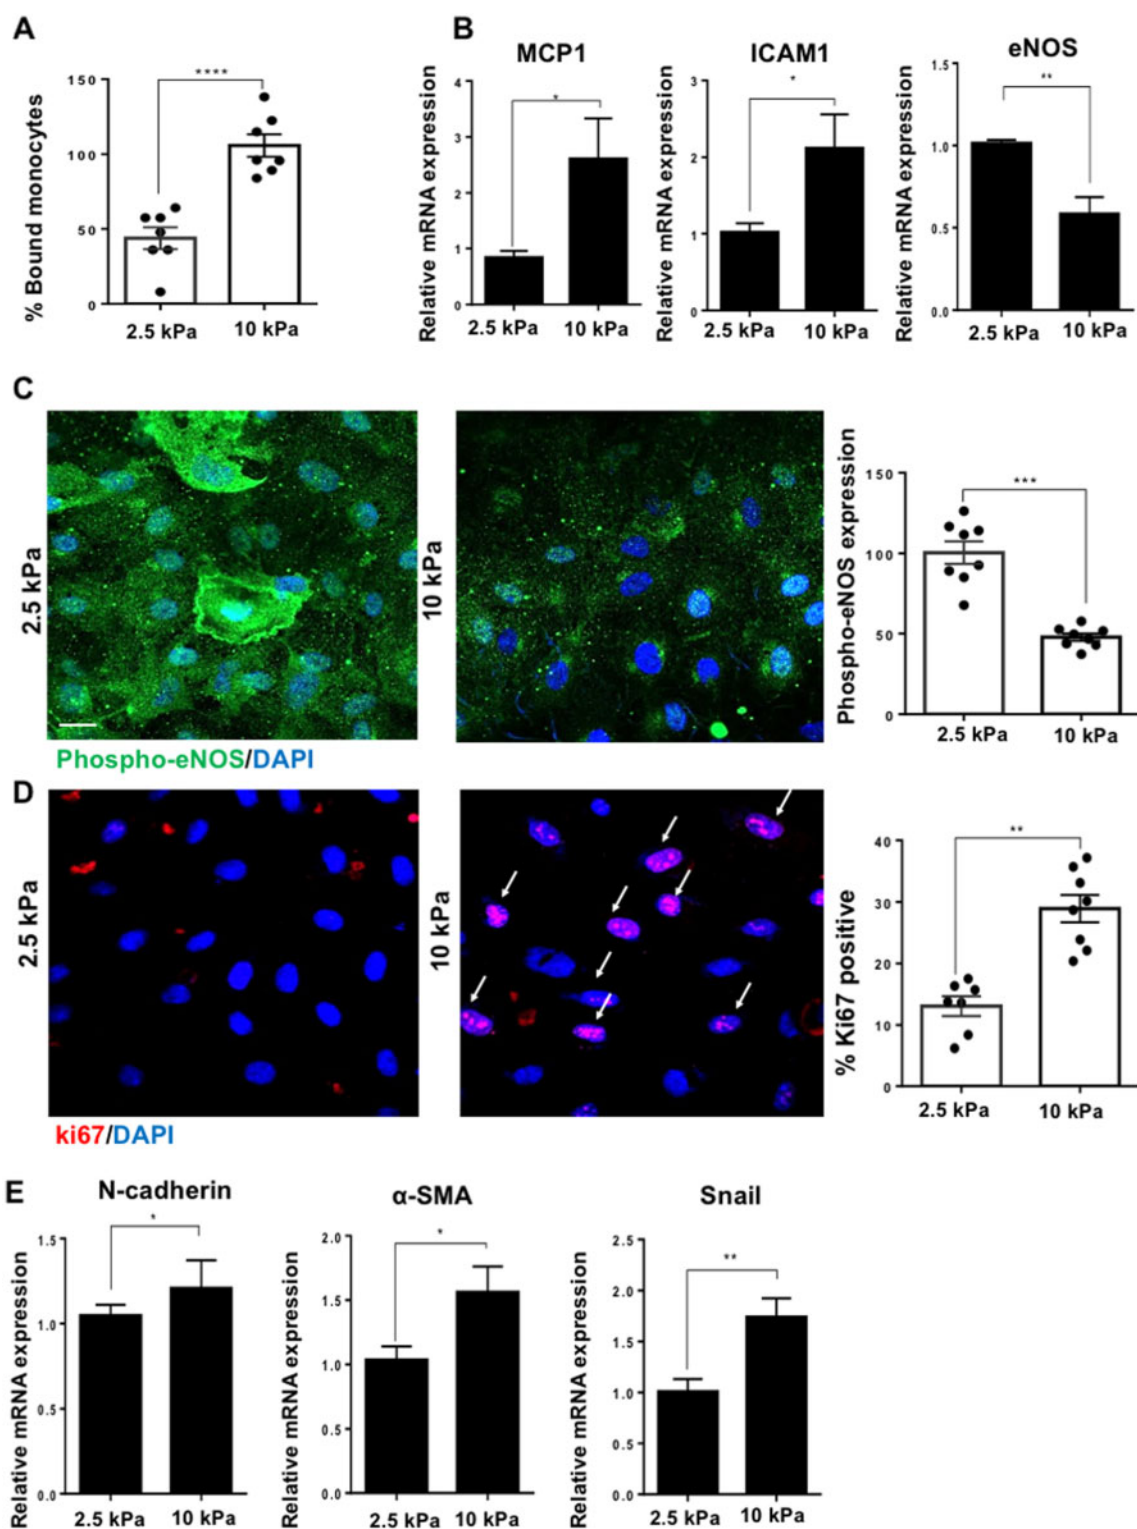 A
% Bound monocytes
150
100
50
0
****
2.5 kPa
10 kPa
B
MCP1
Relative mRNA expression
4
3
2
1
0
*
2.5 kPa
10 kPa
ICAM1
Relative mRNA expression
3
2
1
0
*
2.5 kPa
10 kPa
eNOS
Relative mRNA expression
1.5
1.0
0.5
0.0
**
2.5 kPa
10 kPa
C
2.5 kPa
10 kPa
Phospho-eNOS/DAPI
Phospho-eNOS expression
150
100
50
0
***
2.5 kPa
10 kPa
D
2.5 kPa
10 kPa
ki67/DAPI
% Ki67 positive
40
30
20
10
0
**
2.5 kPa
10 kPa
E
N-cadherin
Relative mRNA expression
1.5
1.0
0.5
0.0
*
2.5 kPa
10 kPa
α-SMA
Relative mRNA expression
2.0
1.5
1.0
0.5
0.0
*
2.5 kPa
10 kPa
Snail
Relative mRNA expression
2.5
2.0
1.5
1.0
0.5
0.0
**
2.5 kPa
10 kPa